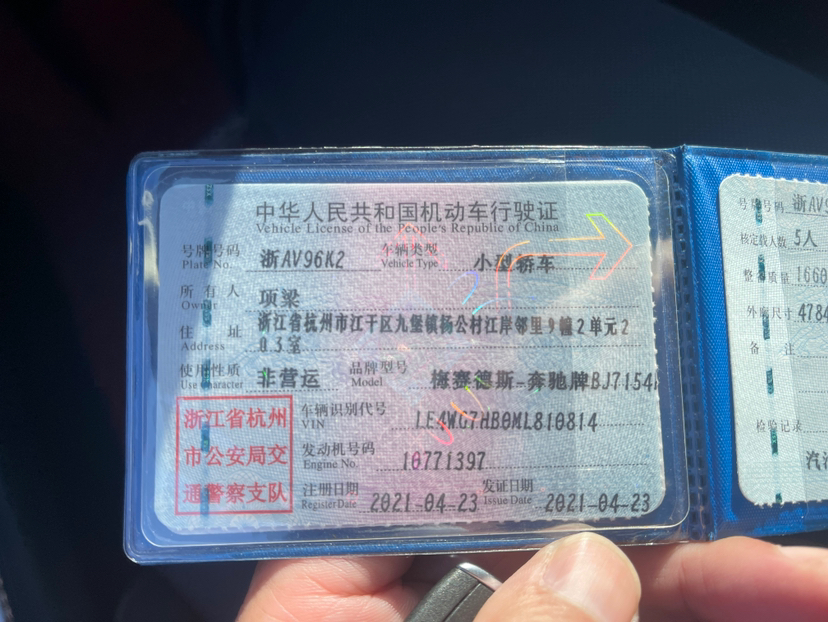 中华人民共和国机动车行驶证
Vehicle License of the People's Republic of China
号牌号码 浙AV96K2 车辆类型 小型轿车
Plate No. Vehicle Type
所有人 项梁
Owner
住址 浙江省杭州市江干区九堡镇杨公村江岸邻里9幢2单元2
Address 03室
使用性质 非营运 品牌型号 梅赛德斯-奔驰牌BJ7154
Use Character Model
浙江省杭州
市公安局交
通警察支队
车辆识别代号 LE4WG7HB0ML810814
VIN
发动机号码 10771397
Engine No.
注册日期 2021-04-23 发证日期 2021-04-23
Register Date Issue Date
号牌号码 浙AV
核定载人数 5人
整备质量 1660
外廓尺寸 4784
备注
检验记录